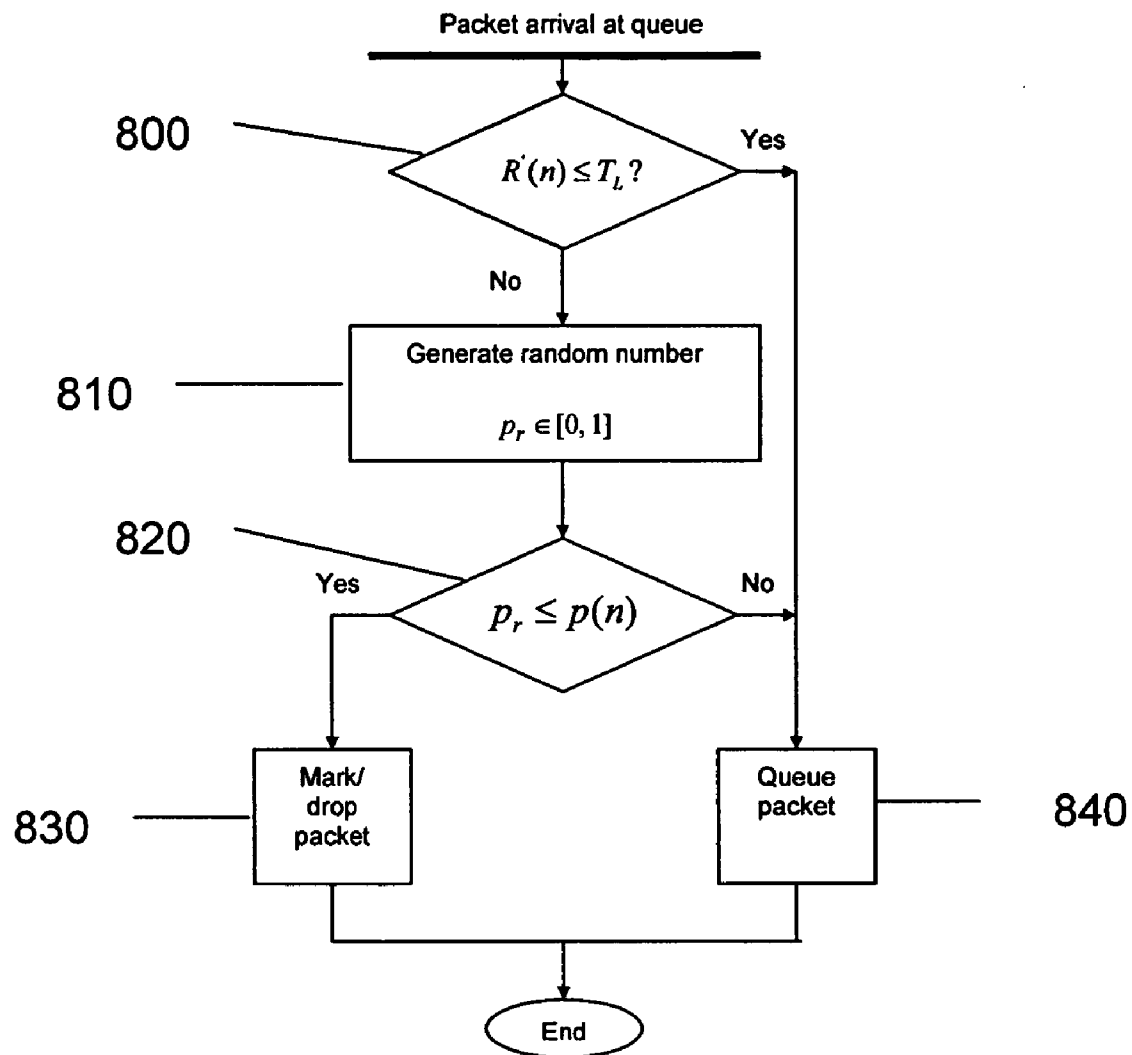 Packet arrival at queue
800
R'(n) ≤ T_L ?
Yes
No
Generate random number
810
p_r ∈ [0, 1]
820
Yes
No
p_r ≤ p(n)
Mark/
drop
packet
Queue
packet
830
840
End